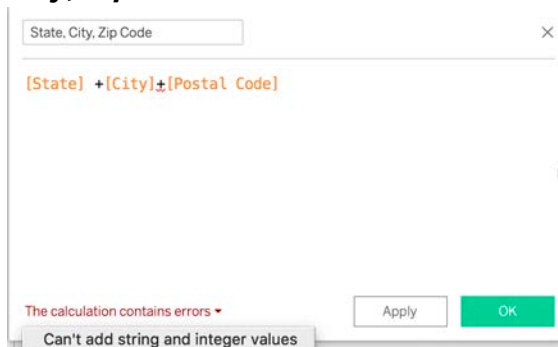 State, City, Zip Code
[State] +[City]+[Postal Code]
The calculation contains errors
Apply
OK
Can't add string and integer values